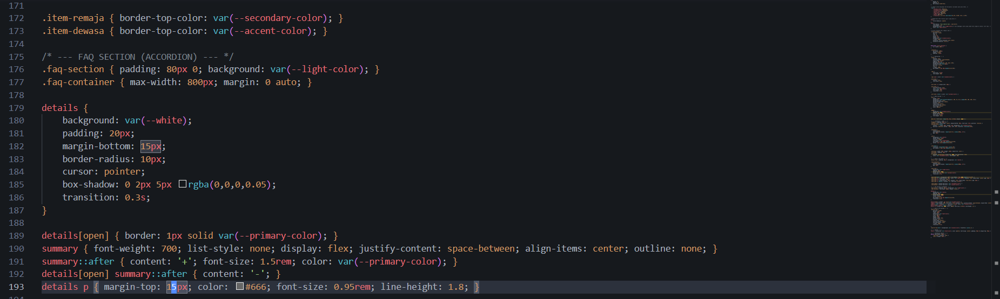 171
172 .item-remaja { border-top-color: var(--secondary-color); }
173 .item-dewasa { border-top-color: var(--accent-color); }
174
175 /* --- FAQ SECTION (ACCORDION) --- */
176 .faq-section { padding: 80px 0; background: var(--light-color); }
177 .faq-container { max-width: 800px; margin: 0 auto; }
178
179 details {
180     background: var(--white);
181     padding: 20px;
182     margin-bottom: 15px;
183     border-radius: 10px;
184     cursor: pointer;
185     box-shadow: 0 2px 5px rgba(0,0,0,0.05);
186     transition: 0.3s;
187 }
188
189 details[open] { border: 1px solid var(--primary-color); }
190 summary { font-weight: 700; list-style: none; display: flex; justify-content: space-between; align-items: center; outline: none; }
191 summary::after { content: '+'; font-size: 1.5rem; color: var(--primary-color); }
192 details[open] summary::after { content: '-'; }
193 details p { margin-top: 15px; color: #666; font-size: 0.95rem; line-height: 1.8; }